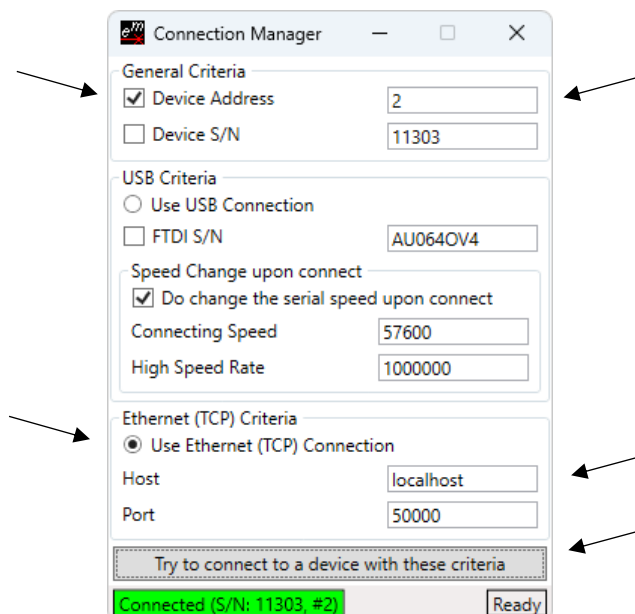 em Connection Manager
General Criteria
Device Address 2
Device S/N 11303
USB Criteria
Use USB Connection
FTDI S/N AU064OV4
Speed Change upon connect
Do change the serial speed upon connect
Connecting Speed 57600
High Speed Rate 1000000
Ethernet (TCP) Criteria
Use Ethernet (TCP) Connection
Host localhost
Port 50000
Try to connect to a device with these criteria
Connected (S/N: 11303, #2) Ready